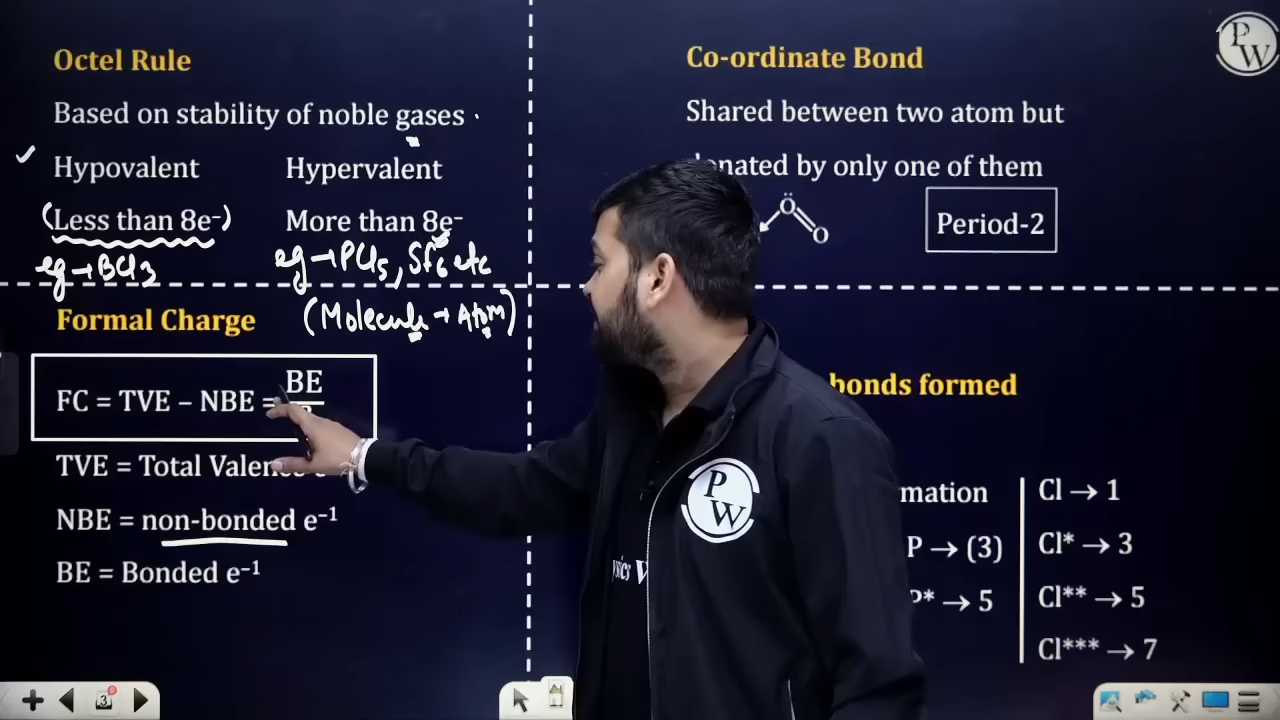 Octel Rule
Based on stability of noble gases
Hypovalent Hypervalent
(Less than 8e⁻) More than 8e⁻
eg→BCl3 eg→PCl5, Sf6 etc
(Molecule → Atom)
Formal Charge
FC = TVE – NBE = BE
TVE = Total
NBE = non-bonded e⁻¹
BE = Bonded e⁻¹
Co-ordinate Bond
Shared between two atom but
by only one of them
Ö
O
Period-2
bonds formed
Cl → 1
P → (3) Cl* → 3
P* → 5 Cl** → 5
Cl*** → 7
PW
PW
3